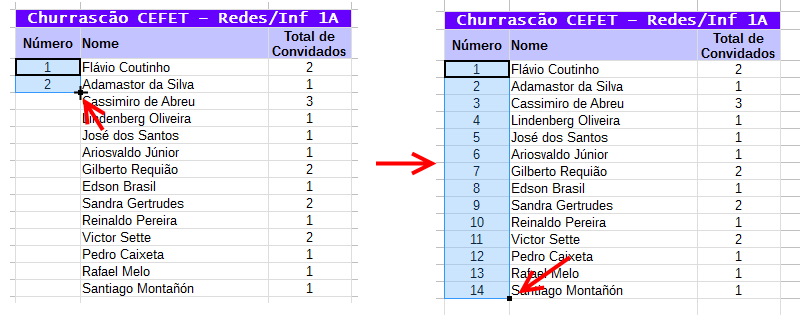 Churrascão CEFET – Redes/Inf 1A
Número Nome Total de Convidados
1 Flávio Coutinho 2
2 Adamastor da Silva 1
Cassimiro de Abreu 3
Lindenberg Oliveira 1
José dos Santos 1
Ariosvaldo Júnior 1
Gilberto Requião 2
Edson Brasil 1
Sandra Gertrudes 2
Reinaldo Pereira 1
Victor Sette 2
Pedro Caixeta 1
Rafael Melo 1
Santiago Montañón 1
Churrascão CEFET – Redes/Inf 1A
Número Nome Total de Convidados
1 Flávio Coutinho 2
2 Adamastor da Silva 1
3 Cassimiro de Abreu 3
4 Lindenberg Oliveira 1
5 José dos Santos 1
6 Ariosvaldo Júnior 1
7 Gilberto Requião 2
8 Edson Brasil 1
9 Sandra Gertrudes 2
10 Reinaldo Pereira 1
11 Victor Sette 2
12 Pedro Caixeta 1
13 Rafael Melo 1
14 Santiago Montañón 1